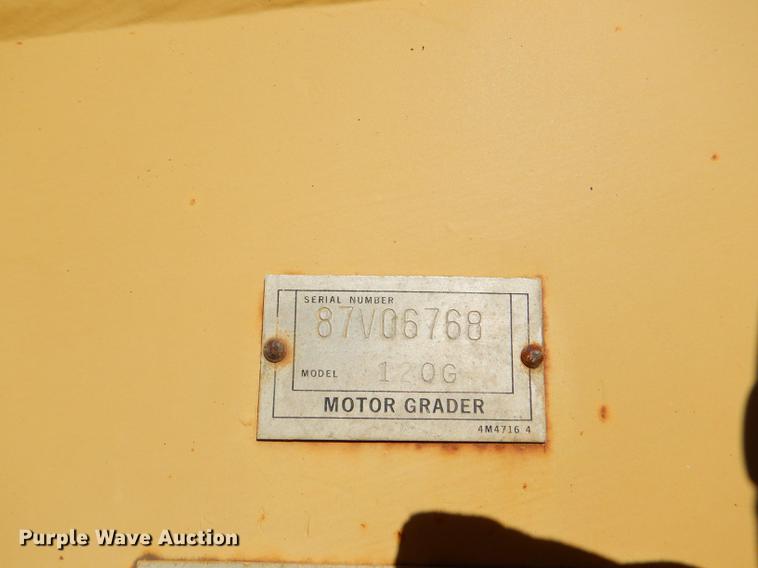 SERIAL NUMBER
87V06768
MODEL 120G
MOTOR GRADER
4M4716 4
Purple Wave Auction